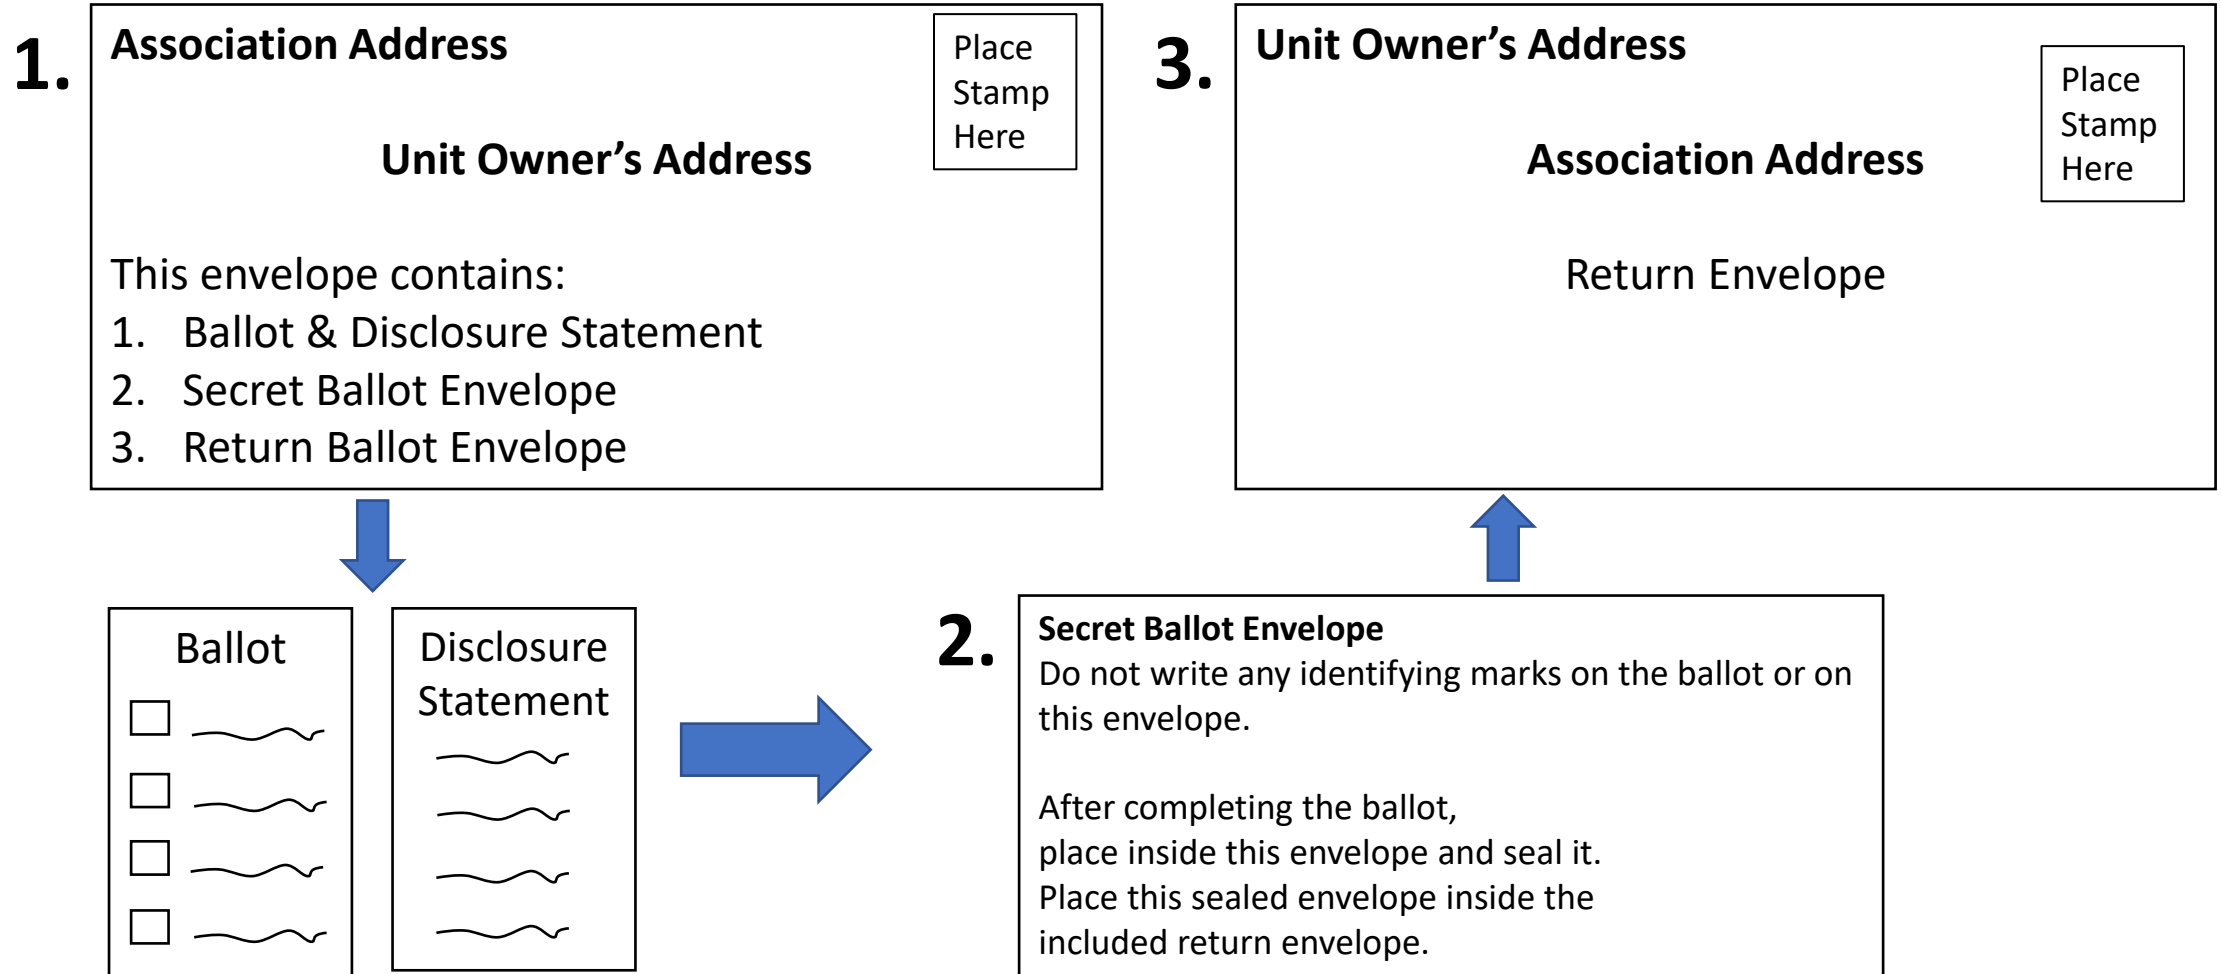 1.
Association Address
Place
Stamp
Here
Unit Owner’s Address
This envelope contains:
1. Ballot & Disclosure Statement
2. Secret Ballot Envelope
3. Return Ballot Envelope
Ballot
Disclosure
Statement
2.
Secret Ballot Envelope
Do not write any identifying marks on the ballot or on
this envelope.
After completing the ballot,
place inside this envelope and seal it.
Place this sealed envelope inside the
included return envelope.
3.
Unit Owner’s Address
Place
Stamp
Here
Association Address
Return Envelope